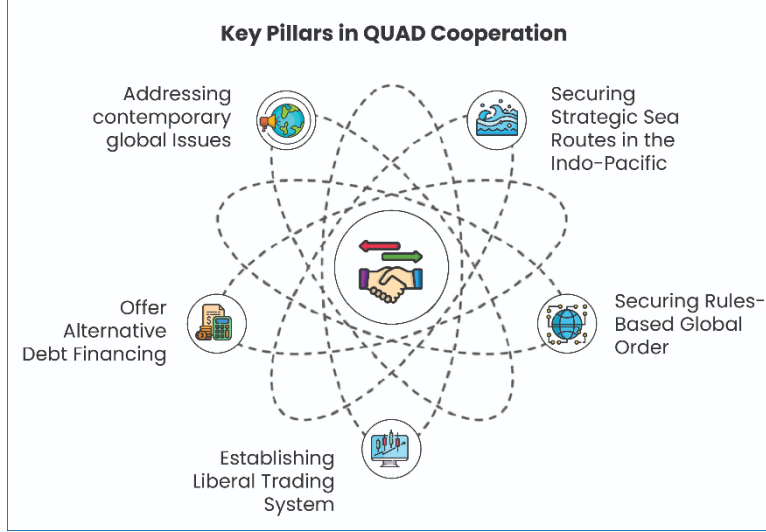 Key Pillars in QUAD Cooperation
Addressing
contemporary
global Issues
Securing
Strategic Sea
Routes in the
Indo-Pacific
Offer
Alternative
Debt Financing
Securing Rules-
Based Global
Order
Establishing
Liberal Trading
System